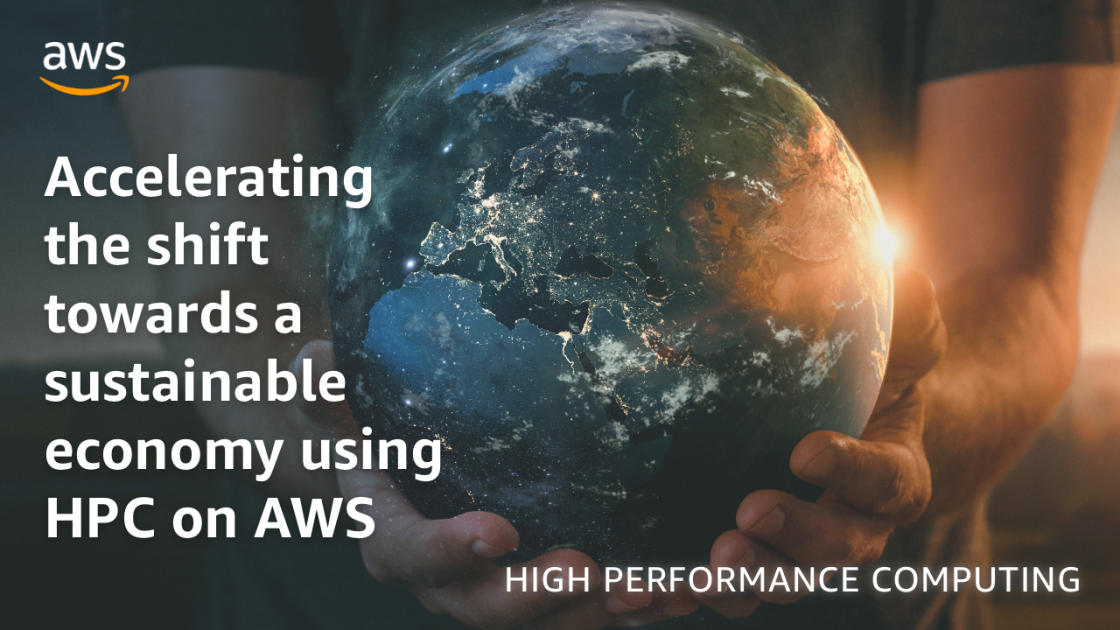 aws
Accelerating
the shift
towards a
sustainable
economy using
HPC on AWS
HIGH PERFORMANCE COMPUTING